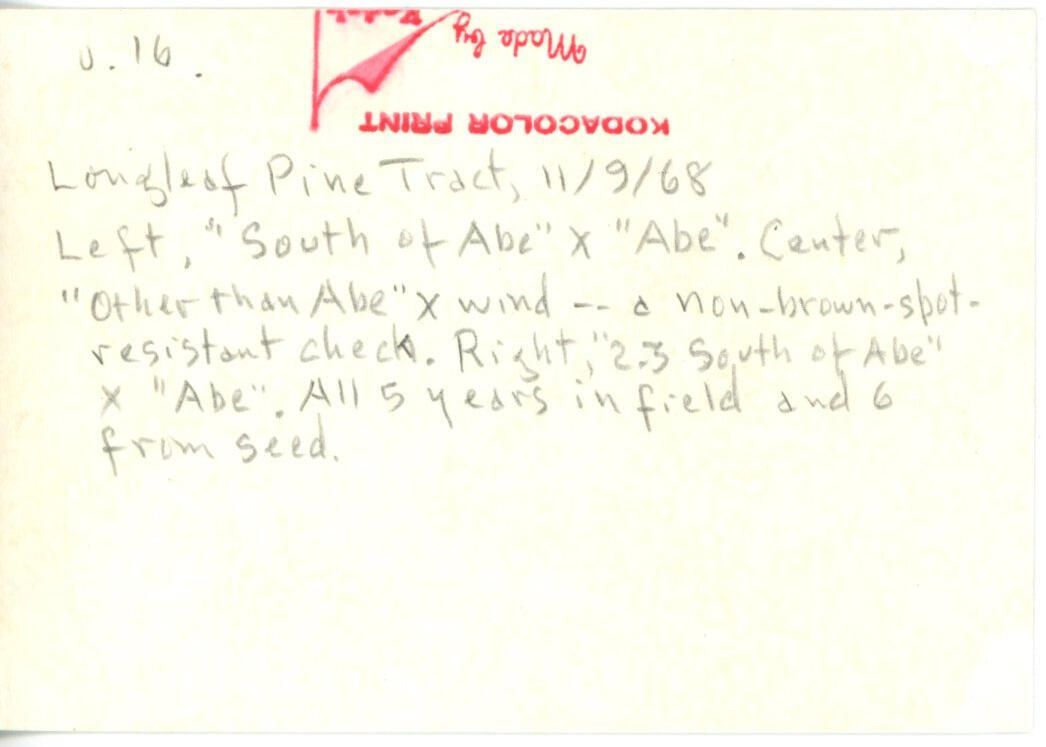 J. 16.
Made by
KODACOLOR PRINT
Longleaf Pine Tract, 11/9/68
Left, "South of Abe" X "Abe". Center,
"Other than Abe" X wind -- a non-brown-spot-
resistant check. Right, "2.3 South of Abe"
X "Abe". All 5 years in field and 6
from seed.